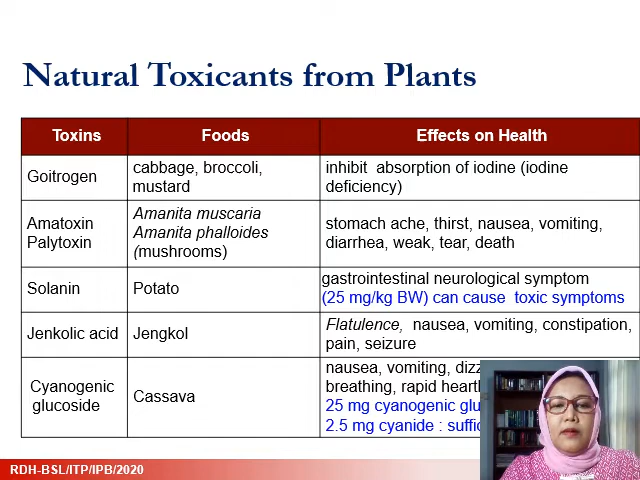 Natural Toxicants from Plants
Toxins Foods Effects on Health
Goitrogen
cabbage, broccoli,
mustard
inhibit absorption of iodine (iodine
deficiency)
Amatoxin
Palytoxin
Amanita muscaria
Amanita phalloides
(mushrooms)
stomach ache, thirst, nausea, vomiting,
diarrhea, weak, tear, death
Solanin
Potato
gastrointestinal neurological symptom
(25 mg/kg BW) can cause toxic symptoms
Jenkolic acid
Jengkol
Flatulence, nausea, vomiting, constipation,
pain, seizure
Cyanogenic
glucoside
Cassava
nausea, vomiting,
breathing, rapid
25 mg cyanogenic
2.5 mg cyanide :
RDH-BSL/ITP/IPB/2020